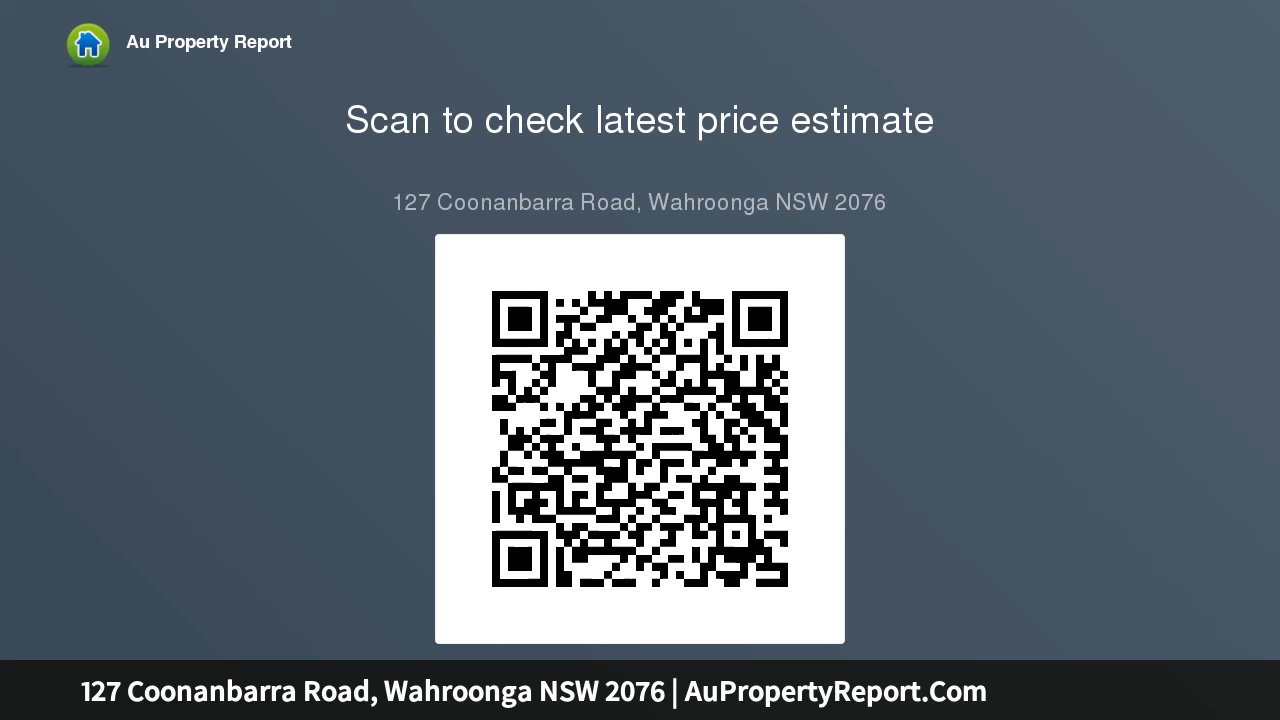 Au Property Report
Scan to check latest price estimate
127 Coonanbarra Road, Wahroonga NSW 2076
127 Coonanbarra Road, Wahroonga NSW 2076 | AuPropertyReport.Com